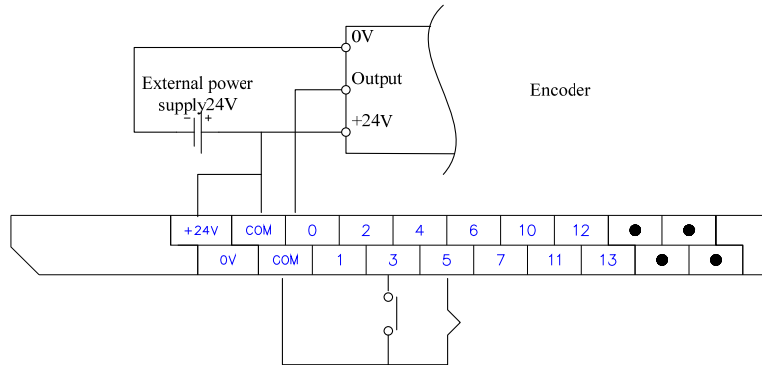 0V
Output
External power
supply24V
Encoder
- +
+24V
+24V COM 0 2 4 6 10 12
0V COM 1 3 5 7 11 13